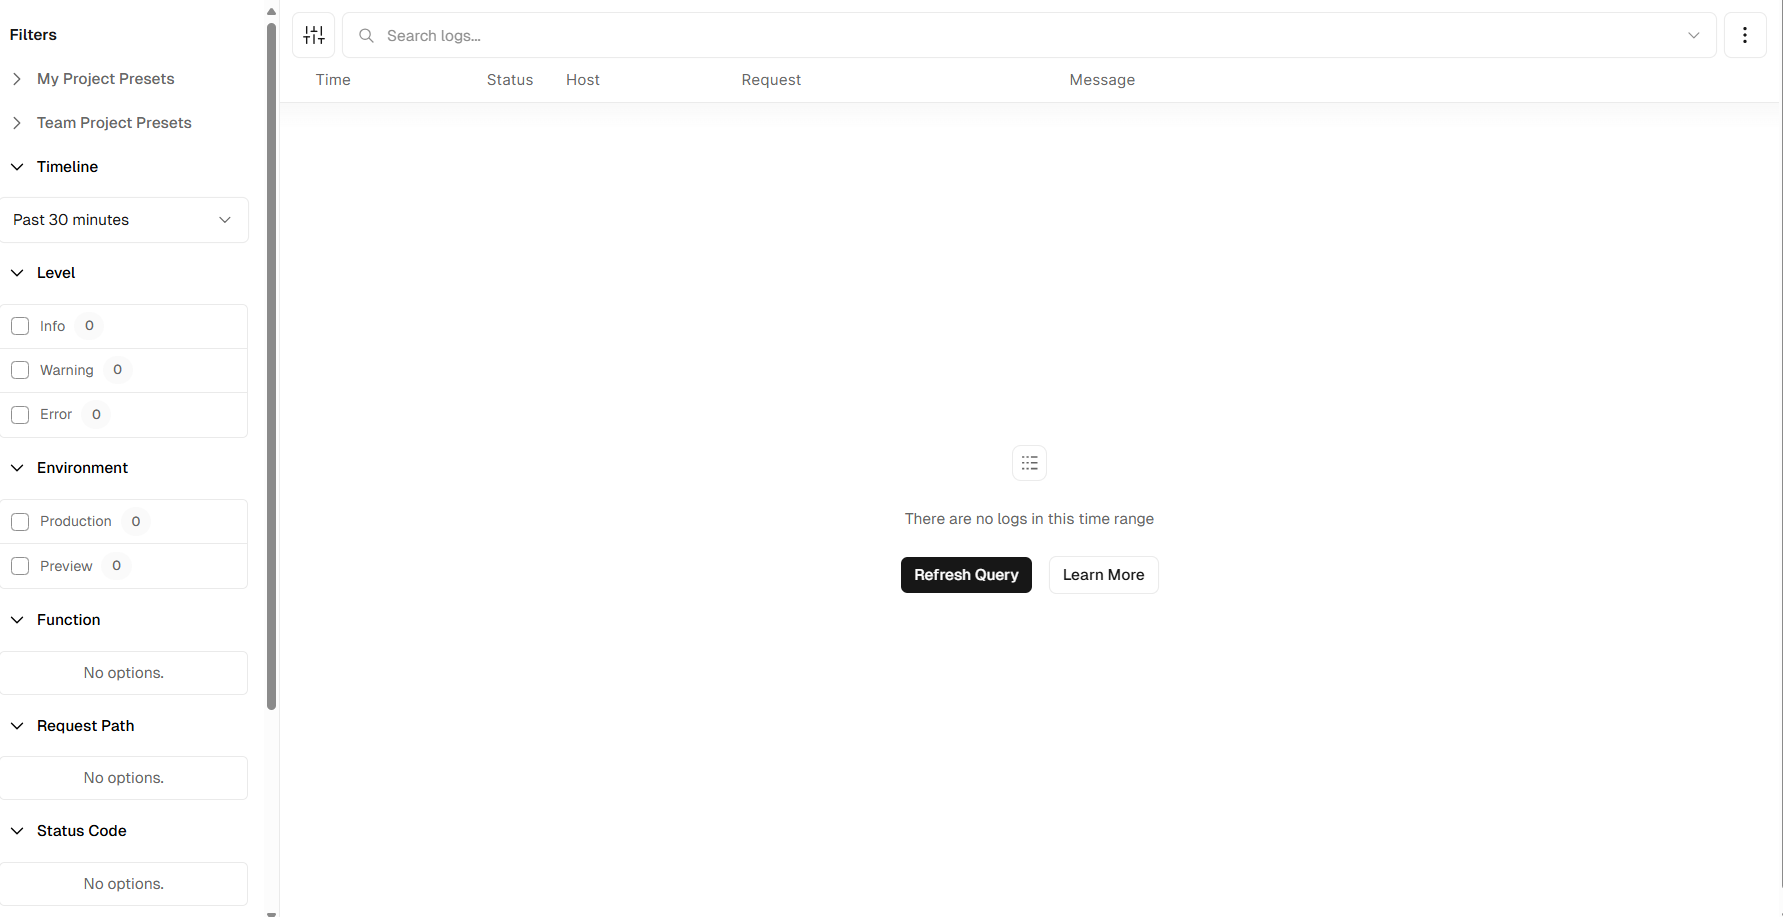 Filters
My Project Presets
Team Project Presets
Timeline
Past 30 minutes
Level
Info 0
Warning 0
Error 0
Environment
Production 0
Preview 0
Function
No options.
Request Path
No options.
Status Code
No options.
Search logs...
Time Status Host Request Message
There are no logs in this time range
Refresh Query Learn More